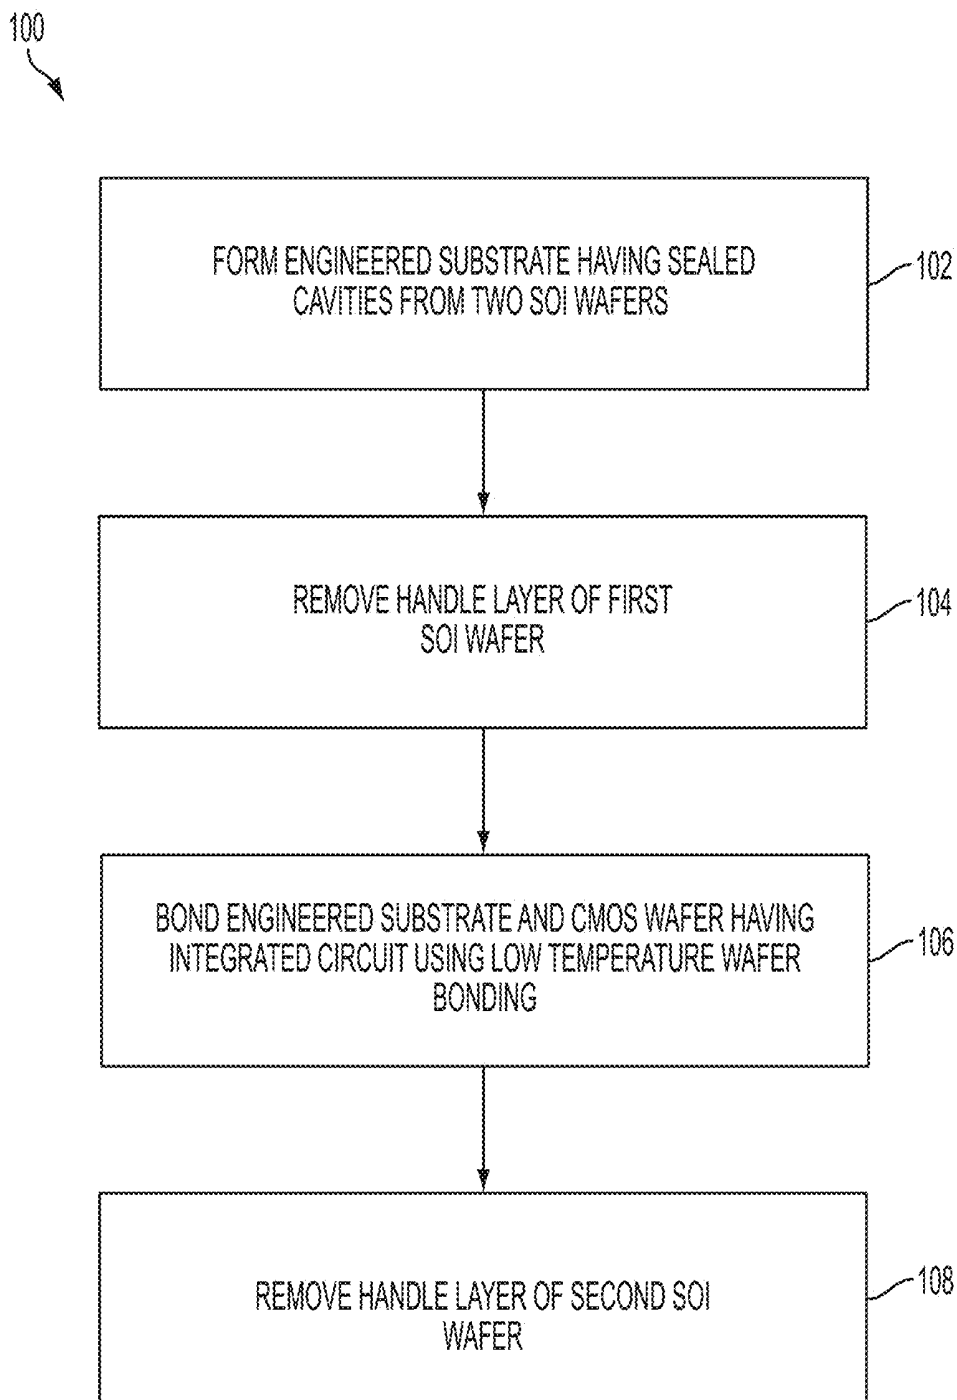 100
FORM ENGINEERED SUBSTRATE HAVING SEALED
CAVITIES FROM TWO SOI WAFERS
102
REMOVE HANDLE LAYER OF FIRST
SOI WAFER
104
BOND ENGINEERED SUBSTRATE AND CMOS WAFER HAVING
INTEGRATED CIRCUIT USING LOW TEMPERATURE WAFER
BONDING
106
REMOVE HANDLE LAYER OF SECOND SOI
WAFER
108